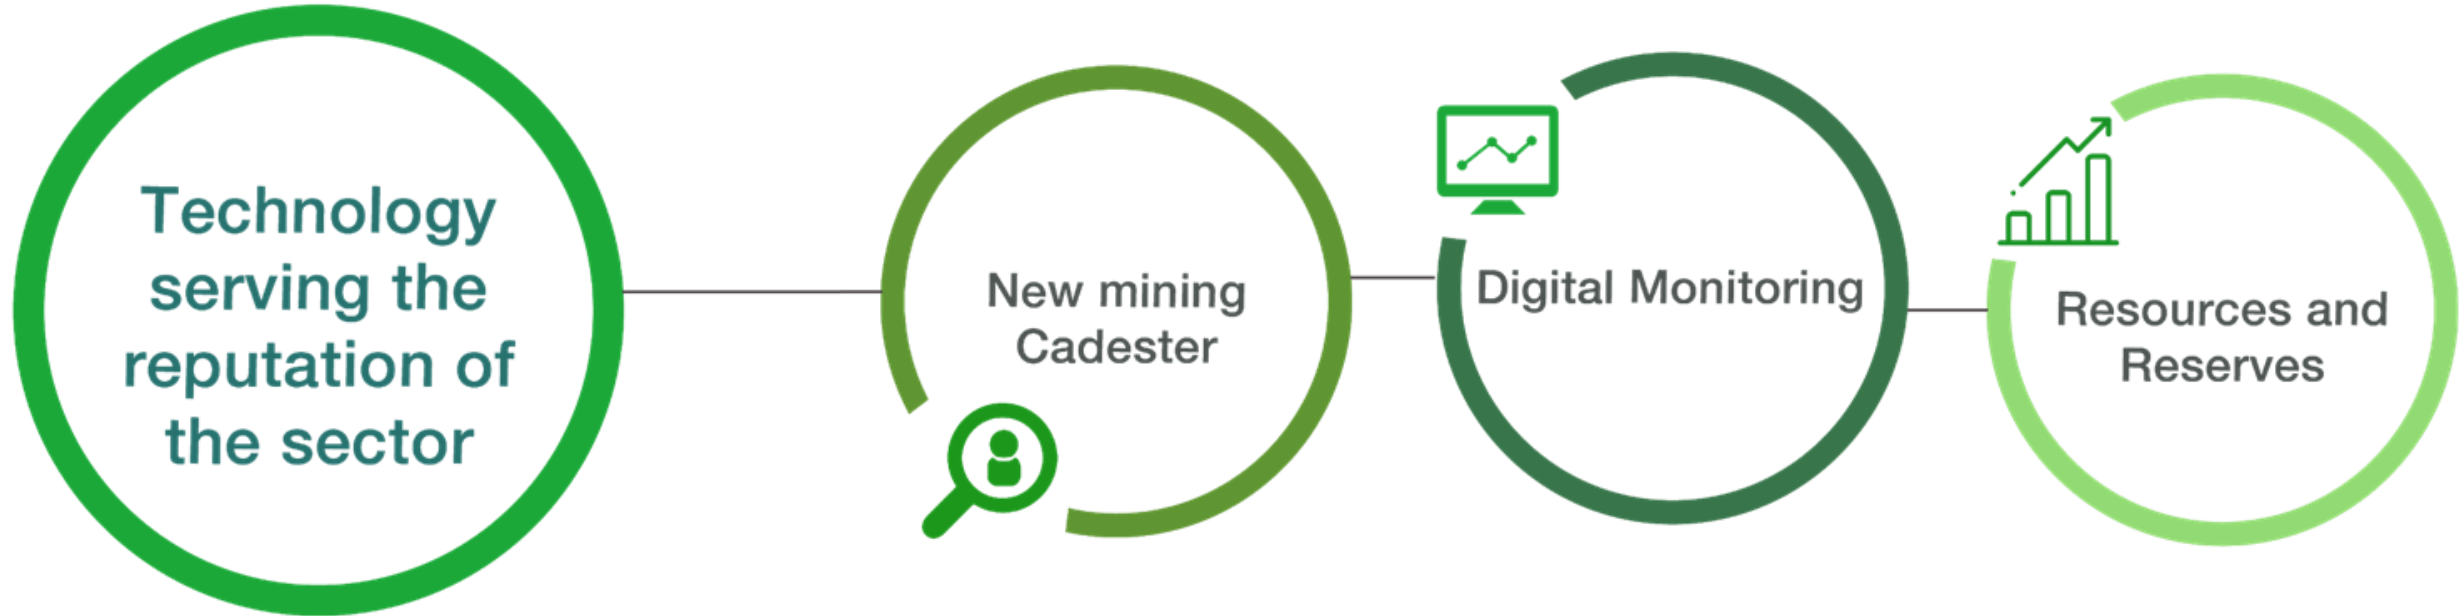 Technology
serving the
reputation of
the sector
New mining
Cadester
Digital Monitoring
Resources and
Reserves